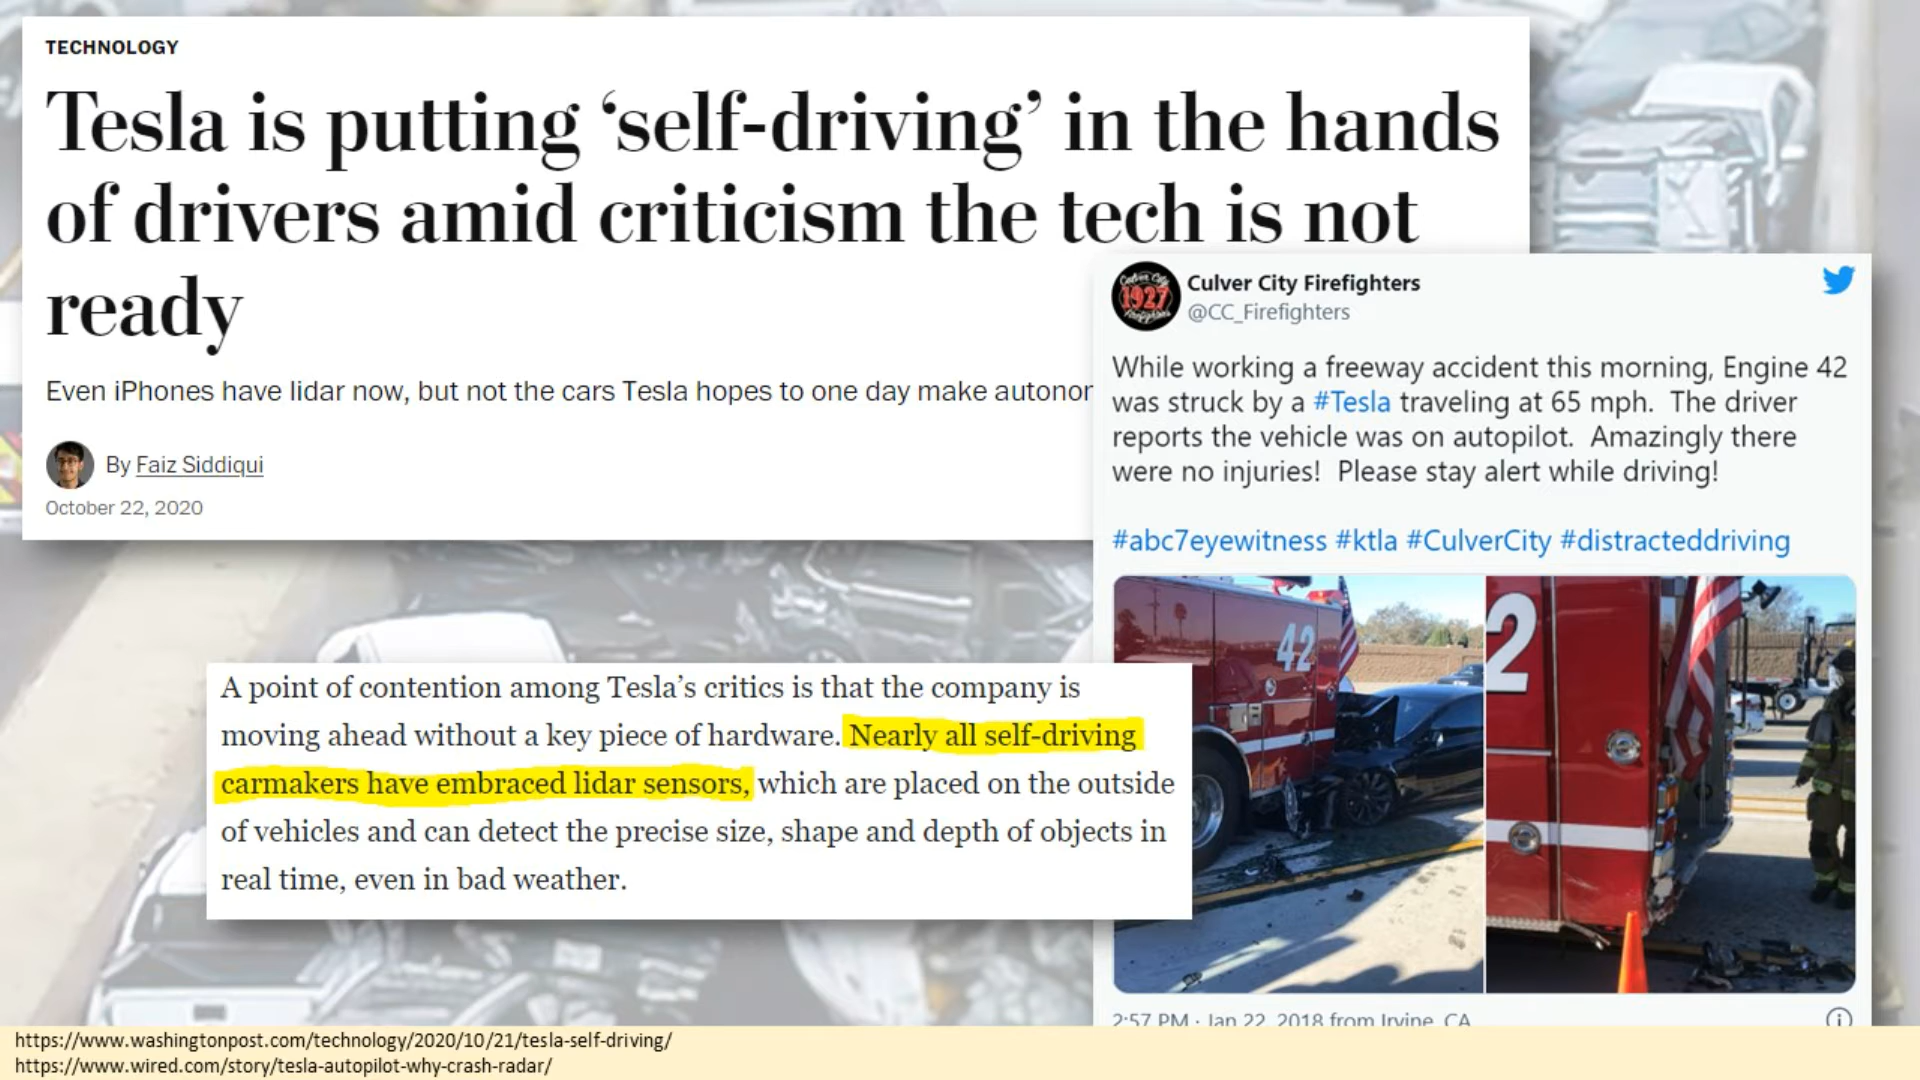 TECHNOLOGY
Tesla is putting ‘self-driving’ in the hands
of drivers amid criticism the tech is not
ready
Even iPhones have lidar now, but not the cars Tesla hopes to one day make
By Faiz Siddiqui
October 22, 2020
Culver City Firefighters
@CC_Firefighters
While working a freeway accident this morning, Engine 42
was struck by a #Tesla traveling at 65 mph. The driver
reports the vehicle was on autopilot. Amazingly there
were no injuries! Please stay alert while driving!
#abc7eyewitness #ktla #CulverCity #distracteddriving
42
2
A point of contention among Tesla’s critics is that the company is
moving ahead without a key piece of hardware. Nearly all self-driving
carmakers have embraced lidar sensors, which are placed on the outside
of vehicles and can detect the precise size, shape and depth of objects in
real time, even in bad weather.
2:57 PM · Jan 22, 2018 from Irvine, CA
https://www.washingtonpost.com/technology/2020/10/21/tesla-self-driving/
https://www.wired.com/story/tesla-autopilot-why-crash-radar/